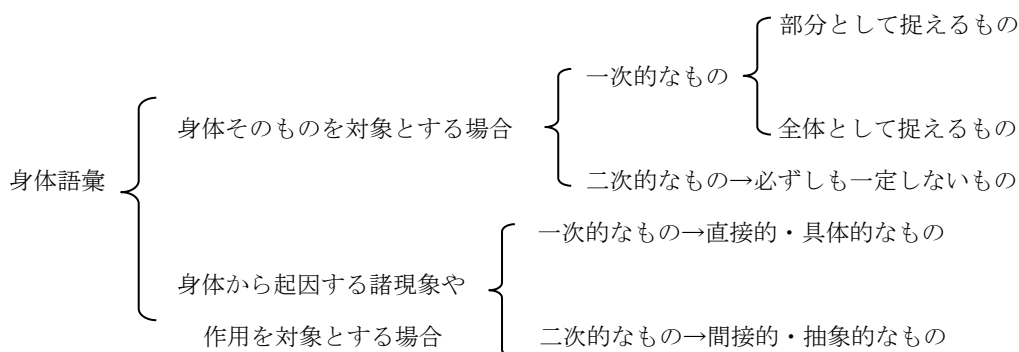 部分として捉えるもの
一次的なもの
身体そのものを対象とする場合
全体として捉えるもの
身体語彙
二次的なもの→必ずしも一定しないもの
一次的なもの→直接的・具体的なもの
身体から起因する諸現象や
作用を対象とする場合
二次的なもの→間接的・抽象的なもの